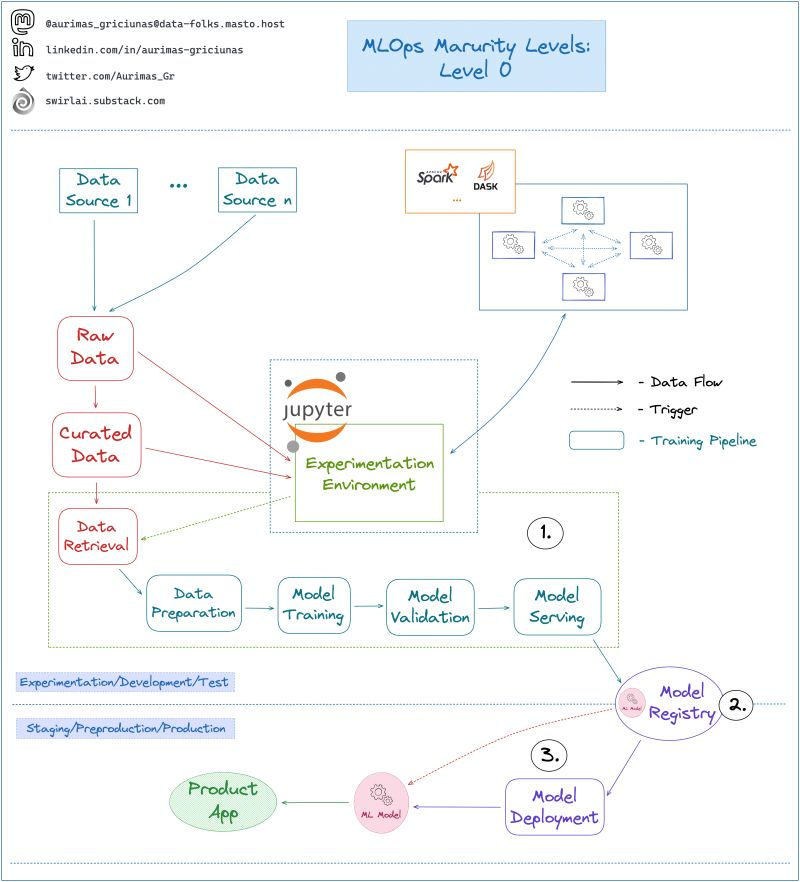 @aurimas_griciunas@data-folks.masto.host
linkedin.com/in/aurimas-griciunas
twitter.com/Aurimas_Gr
swirlai.substack.com
MLOps Marurity Levels:
Level 0
Data
Source 1
...
Data
Source n
APACHE
Spark
DASK
...
Raw
Data
Curated
Data
jupyter
Experimentation
Environment
- Data Flow
- Trigger
- Training Pipeline
Data
Retrieval
1.
Data
Preparation
Model
Training
Model
Validation
Model
Serving
Experimentation/Development/Test
ML Model
Model
Registry
2.
Staging/Preproduction/Production
3.
Product
App
ML Model
Model
Deployment